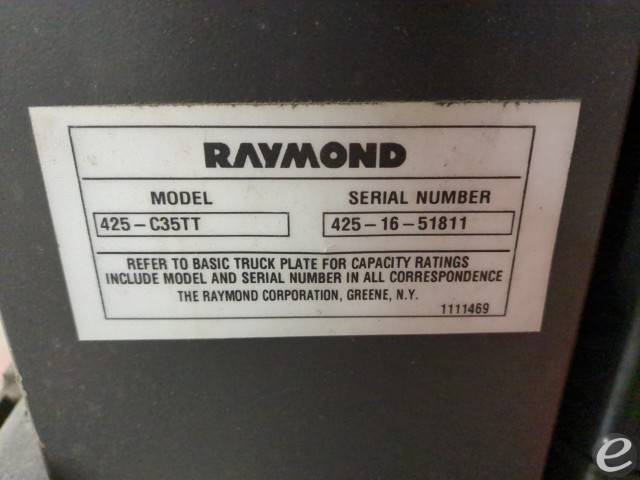 RAYMOND
MODEL SERIAL NUMBER
425-C35TT 425-16-51811
REFER TO BASIC TRUCK PLATE FOR CAPACITY RATINGS
INCLUDE MODEL AND SERIAL NUMBER IN ALL CORRESPONDENCE
THE RAYMOND CORPORATION, GREENE, N.Y.
1111469
e